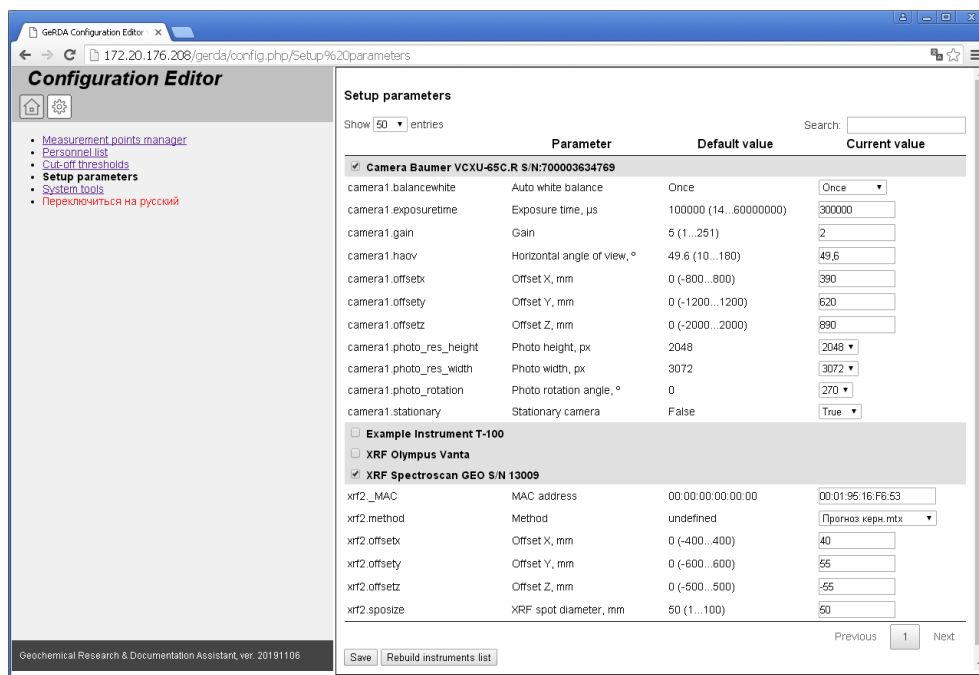 GeRDA Configuration Editor
172.20.176.208/gerda/config.php/Setup%20parameters
Configuration Editor
Measurement points manager
Personnel list
Cut-off thresholds
Setup parameters
System tools
Переключиться на русский
Geochemical Research & Documentation Assistant, ver. 20191106
Setup parameters
Show 50 entries
Search:
Parameter Default value Current value
Camera Baumer VCXU-65C.R S/N:700003634769
camera1.balancewhite Auto white balance Once Once
camera1.exposuretime Exposure time, µs 100000 (14...60000000) 300000
camera1.gain Gain 5 (1...251) 2
camera1.haov Horizontal angle of view, º 49.6 (10...180) 49,6
camera1.offsetx Offset X, mm 0 (-800...800) 390
camera1.offsety Offset Y, mm 0 (-1200...1200) 620
camera1.offsetz Offset Z, mm 0 (-2000...2000) 890
camera1.photo_res_height Photo height, px 2048 2048
camera1.photo_res_width Photo width, px 3072 3072
camera1.photo_rotation Photo rotation angle, º 0 270
camera1.stationary Stationary camera False True
Example Instrument T-100
XRF Olympus Vanta
XRF Spectroscan GEO S/N 13009
xrf2._MAC MAC address 00:00:00:00:00:00 00:01:95:16:F6:53
xrf2.method Method undefined Прогноз керн.mtx
xrf2.offsetx Offset X, mm 0 (-400...400) 40
xrf2.offsety Offset Y, mm 0 (-600...600) 55
xrf2.offsetz Offset Z, mm 0 (-500...500) -55
xrf2.sposize XRF spot diameter, mm 50 (1...100) 50
Previous 1 Next
Save Rebuild instruments list